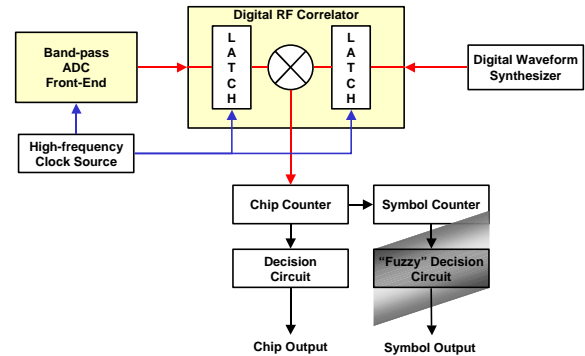 Digital RF Correlator
Band-pass
ADC
Front-End
L
A
T
C
H
L
A
T
C
H
Digital Waveform
Synthesizer
High-frequency
Clock Source
Chip Counter
Symbol Counter
Decision
Circuit
“Fuzzy” Decision
Circuit
Chip Output
Symbol Output